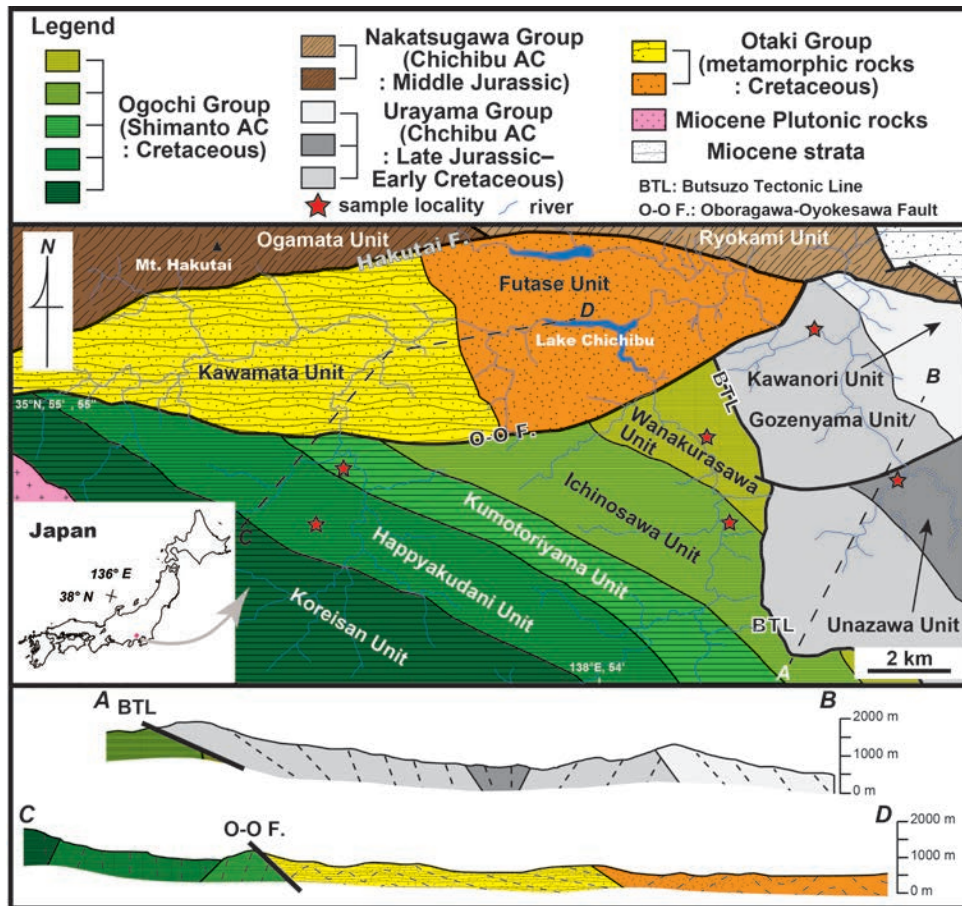 Legend
Ogochi Group
(Shimanto AC
: Cretaceous)
Nakatsugawa Group
(Chichibu AC
: Middle Jurassic)
Urayama Group
(Chchibu AC
: Late Jurassic–
Early Cretaceous)
sample locality
river
Otaki Group
(metamorphic rocks
: Cretaceous)
Miocene Plutonic rocks
Miocene strata
BTL: Butsuzo Tectonic Line
O-O F.: Oboragawa-Oyokesawa Fault
N
Mt. Hakutai
Ogamata Unit
Hakutai F.
Ryokami Unit
Futase Unit
D
Lake Chichibu
Kawamata Unit
BTL
Kawanori Unit
B
Gozenyama Unit
35°N, 55' , 55"
O-O F.
Wanakurasawa
Unit
Ichinosawa Unit
Kumotoriyama Unit
C
Happyakudani Unit
Koreisan Unit
Japan
136° E
38° N
Unazawa Unit
BTL
138°E, 54'
A
2 km
A
BTL
B
2000 m
1000 m
0 m
C
O-O F.
D
2000 m
1000 m
0 m